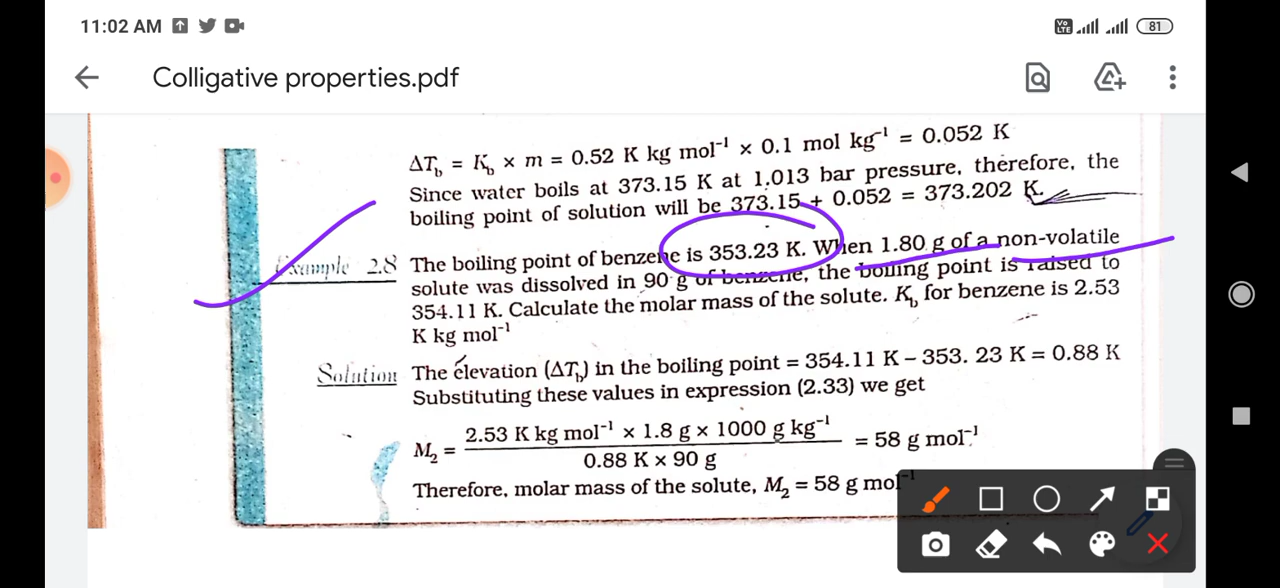 11:02 AM
Vo LTE 81
Colligative properties.pdf
ΔT_b = K_b × m = 0.52 K kg mol⁻¹ × 0.1 mol kg⁻¹ = 0.052 K
Since water boils at 373.15 K at 1.013 bar pressure, therefore, the
boiling point of solution will be 373.15 + 0.052 = 373.202 K.
Example 2.8 The boiling point of benzene is 353.23 K. When 1.80 g of a non-volatile
solute was dissolved in 90 g of benzene, the boiling point is raised to
354.11 K. Calculate the molar mass of the solute. K_b for benzene is 2.53
K kg mol⁻¹
Solution The elevation (ΔT_b) in the boiling point = 354.11 K – 353. 23 K = 0.88 K
Substituting these values in expression (2.33) we get
2.53 K kg mol⁻¹ × 1.8 g × 1000 g kg⁻¹
M₂ = = 58 g mol⁻¹
0.88 K × 90 g
Therefore, molar mass of the solute, M₂ = 58 g mol⁻¹